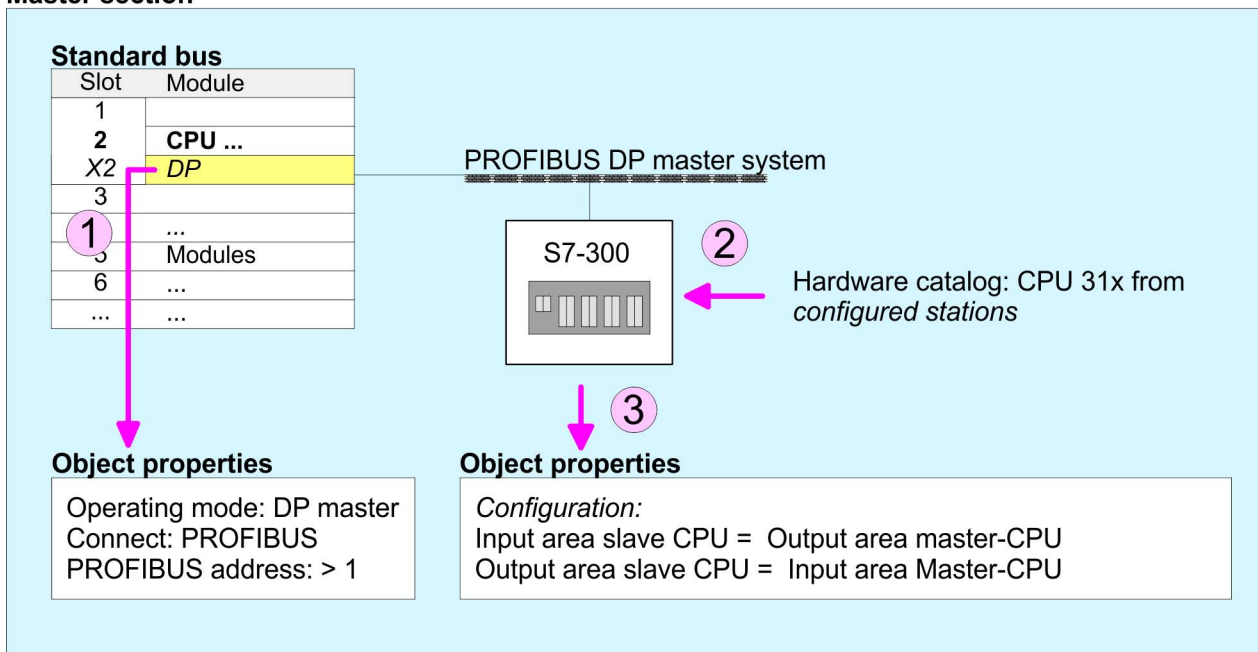 Master section
Standard bus
Slot Module
1
2 CPU ...
X2 DP
3
...
5 Modules
6 ...
... ...
1
PROFIBUS DP master system
S7-300
2
Hardware catalog: CPU 31x from
configured stations
3
Object properties
Operating mode: DP master
Connect: PROFIBUS
PROFIBUS address: > 1
Object properties
Configuration:
Input area slave CPU = Output area master-CPU
Output area slave CPU = Input area Master-CPU